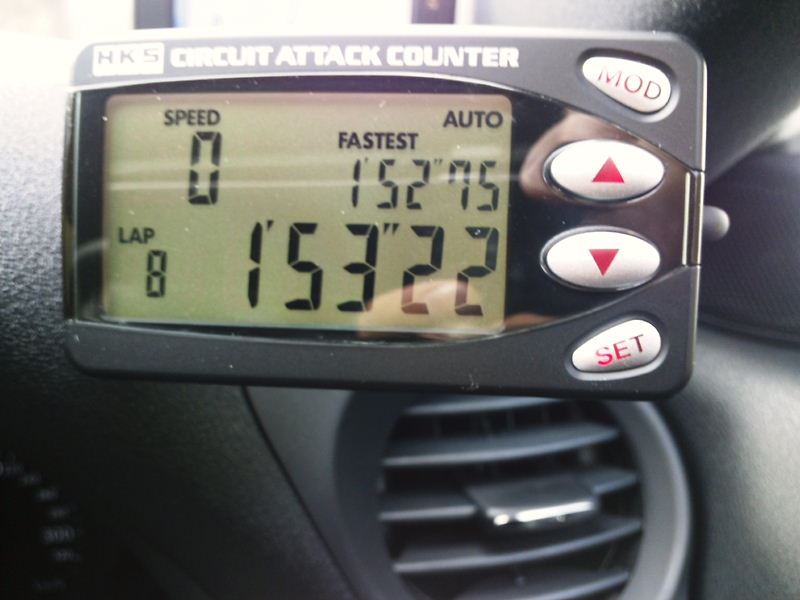 HKS CIRCUIT ATTACK COUNTER
MOD
SPEED
AUTO
0
FASTEST
1'52"75
LAP
8
1'53"22
SET